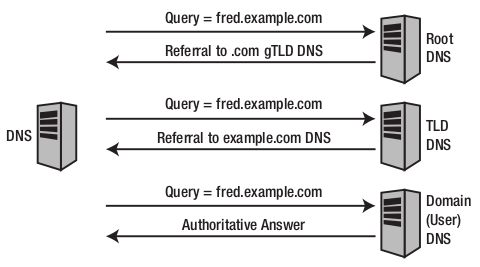 Query = fred.example.com
Referral to .com gTLD DNS
Root
DNS
DNS
Query = fred.example.com
Referral to example.com DNS
TLD
DNS
Query = fred.example.com
Authoritative Answer
Domain
(User)
DNS